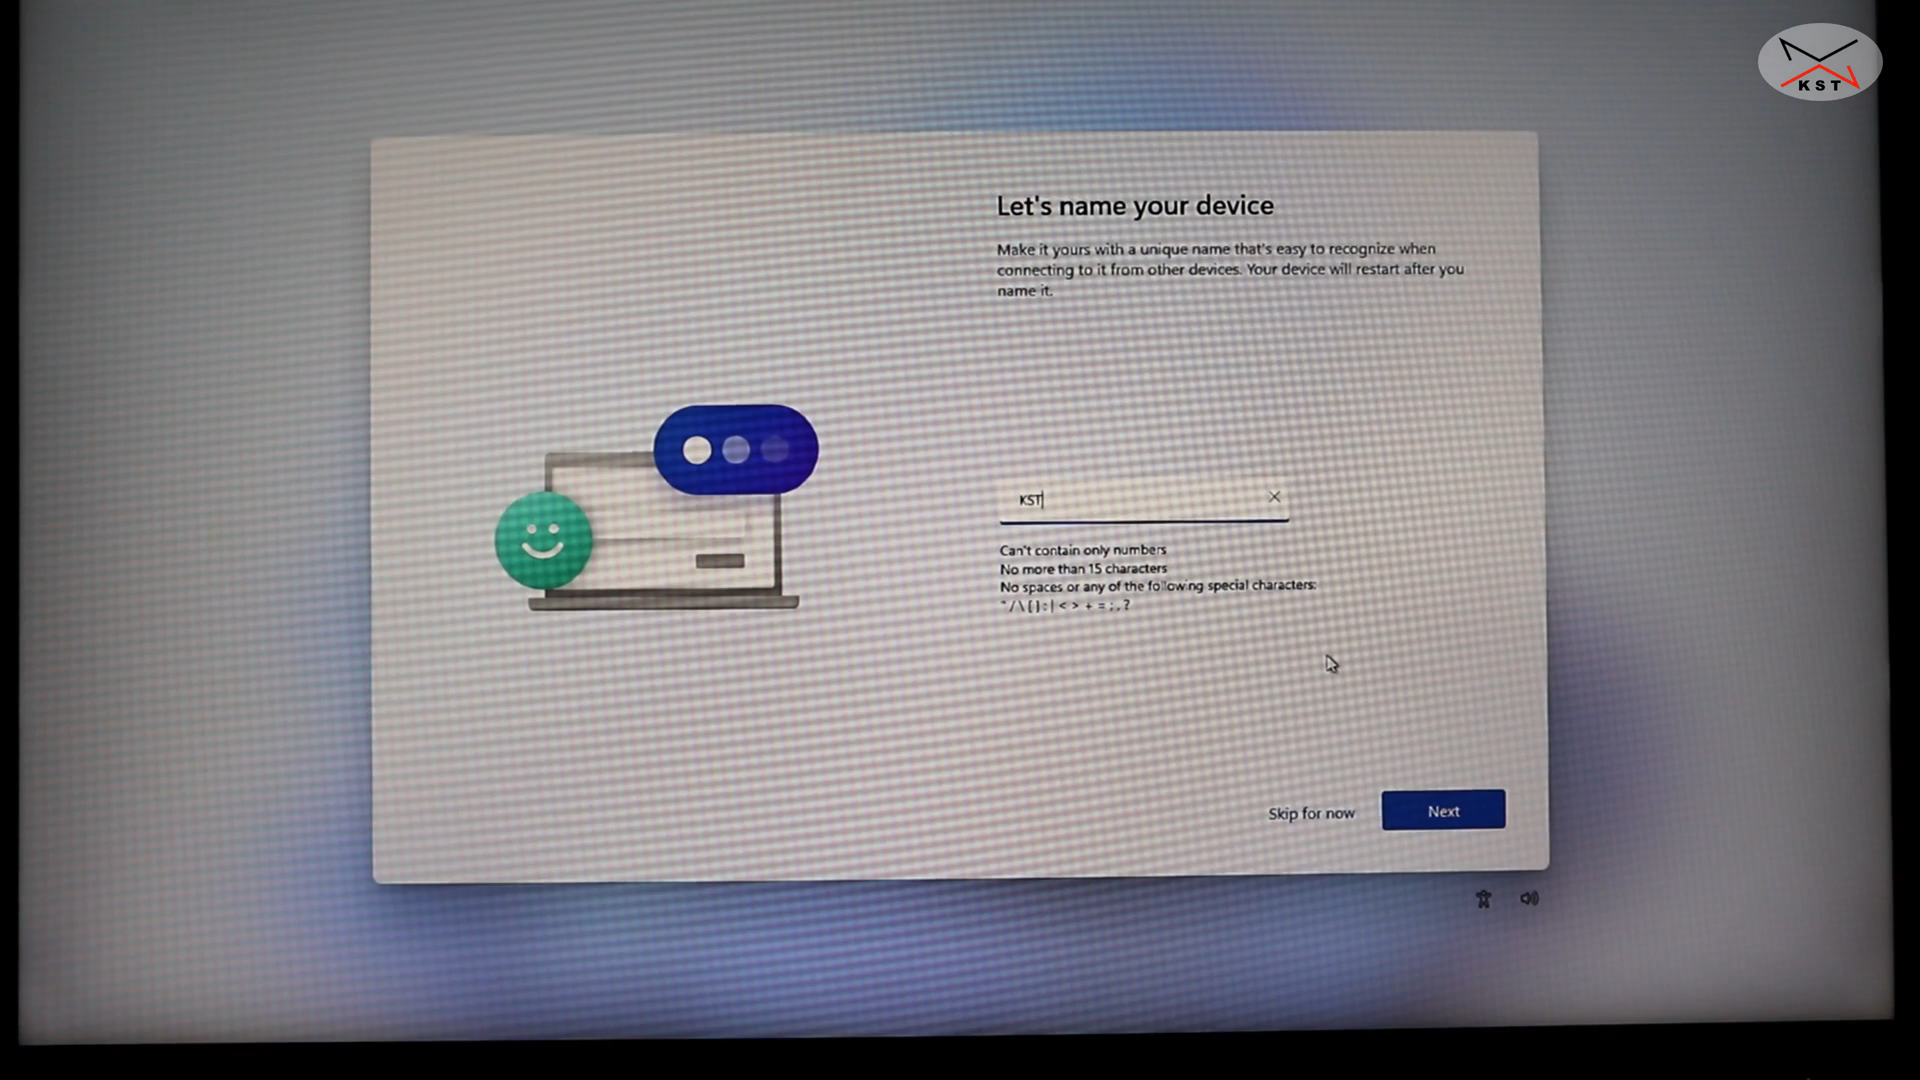 KST
Let's name your device
Make it yours with a unique name that's easy to recognize when
connecting to it from other devices. Your device will restart after you
name it.
KST
Can't contain only numbers
No more than 15 characters
No spaces or any of the following special characters:
" / \ [ ] : | < > + = ; , ?
Skip for now
Next